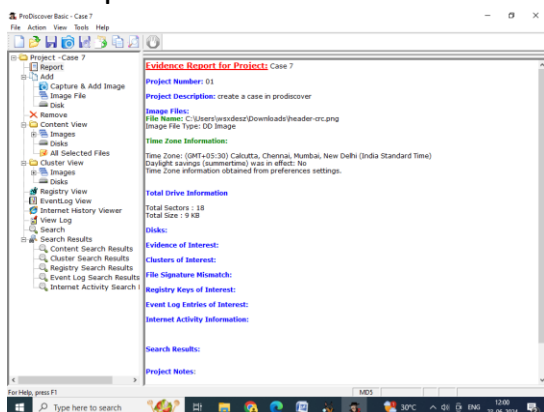 ProDiscover Basic - Case 7
File Action View Tools Help
Project -Case 7
Report
Add
Capture & Add Image
Image File
Disk
Remove
Content View
Images
Disks
All Selected Files
Cluster View
Images
Disks
Registry View
EventLog View
Internet History Viewer
View Log
Search
Search Results
Content Search Results
Cluster Search Results
Registry Search Results
Event Log Search Results
Internet Activity Search
Evidence Report for Project: Case 7
Project Number: 01
Project Description: create a case in prodiscover
Image Files:
File Name: C:\Users\wsxdesz\Downloads\header-crc.png
Image File Type: DD Image
Time Zone Information:
Time Zone: (GMT+05:30) Calcutta, Chennai, Mumbai, New Delhi (India Standard Time)
Daylight savings (summertime) was in effect: No
Time Zone information obtained from preferences settings.
Total Drive Information
Total Sectors : 18
Total Size : 9 KB
Disks:
Evidence of Interest:
Clusters of Interest:
File Signature Mismatch:
Registry Keys of Interest:
Event Log Entries of Interest:
Internet Activity Information:
Search Results:
Project Notes:
For Help, press F1
MD5
Type here to search
30°C
ENG
12:00